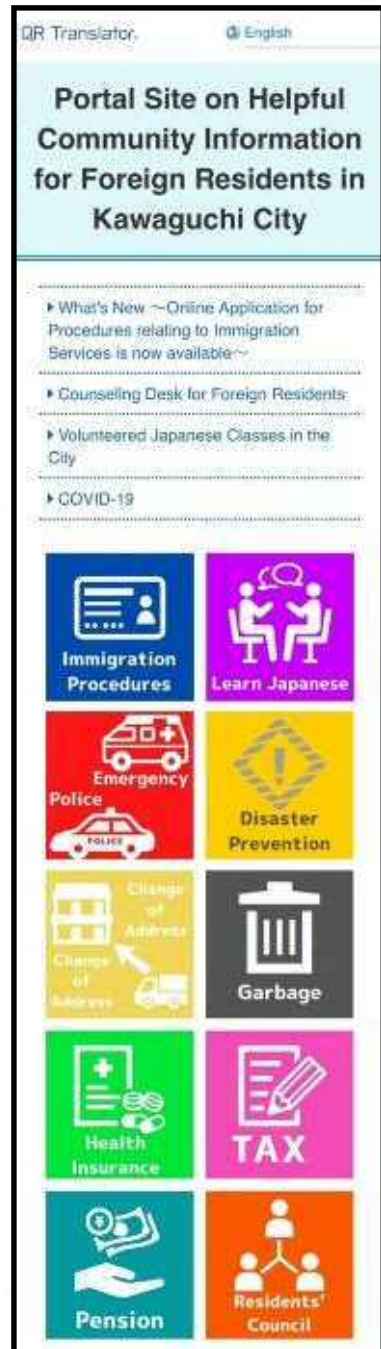 QR Translator.
English
Portal Site on Helpful
Community Information
for Foreign Residents in
Kawaguchi City
What's New ～Online Application for
Procedures relating to Immigration
Services is now available～
Counseling Desk for Foreign Residents
Volunteered Japanese Classes in the
City
COVID-19
Immigration
Procedures
Learn Japanese
Emergency
Police
POLICE
Disaster
Prevention
Change
of
Address
Change
of
Address
Garbage
Health
Insurance
TAX
Pension
Residents'
Council